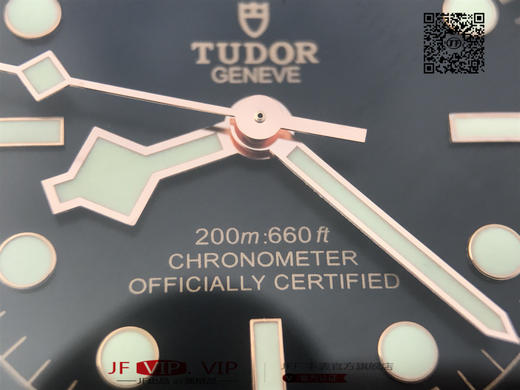 TUDOR
GENEVE
200m:660ft
CHRONOMETER
OFFICIALLY CERTIFIED
JF VIP.VIP